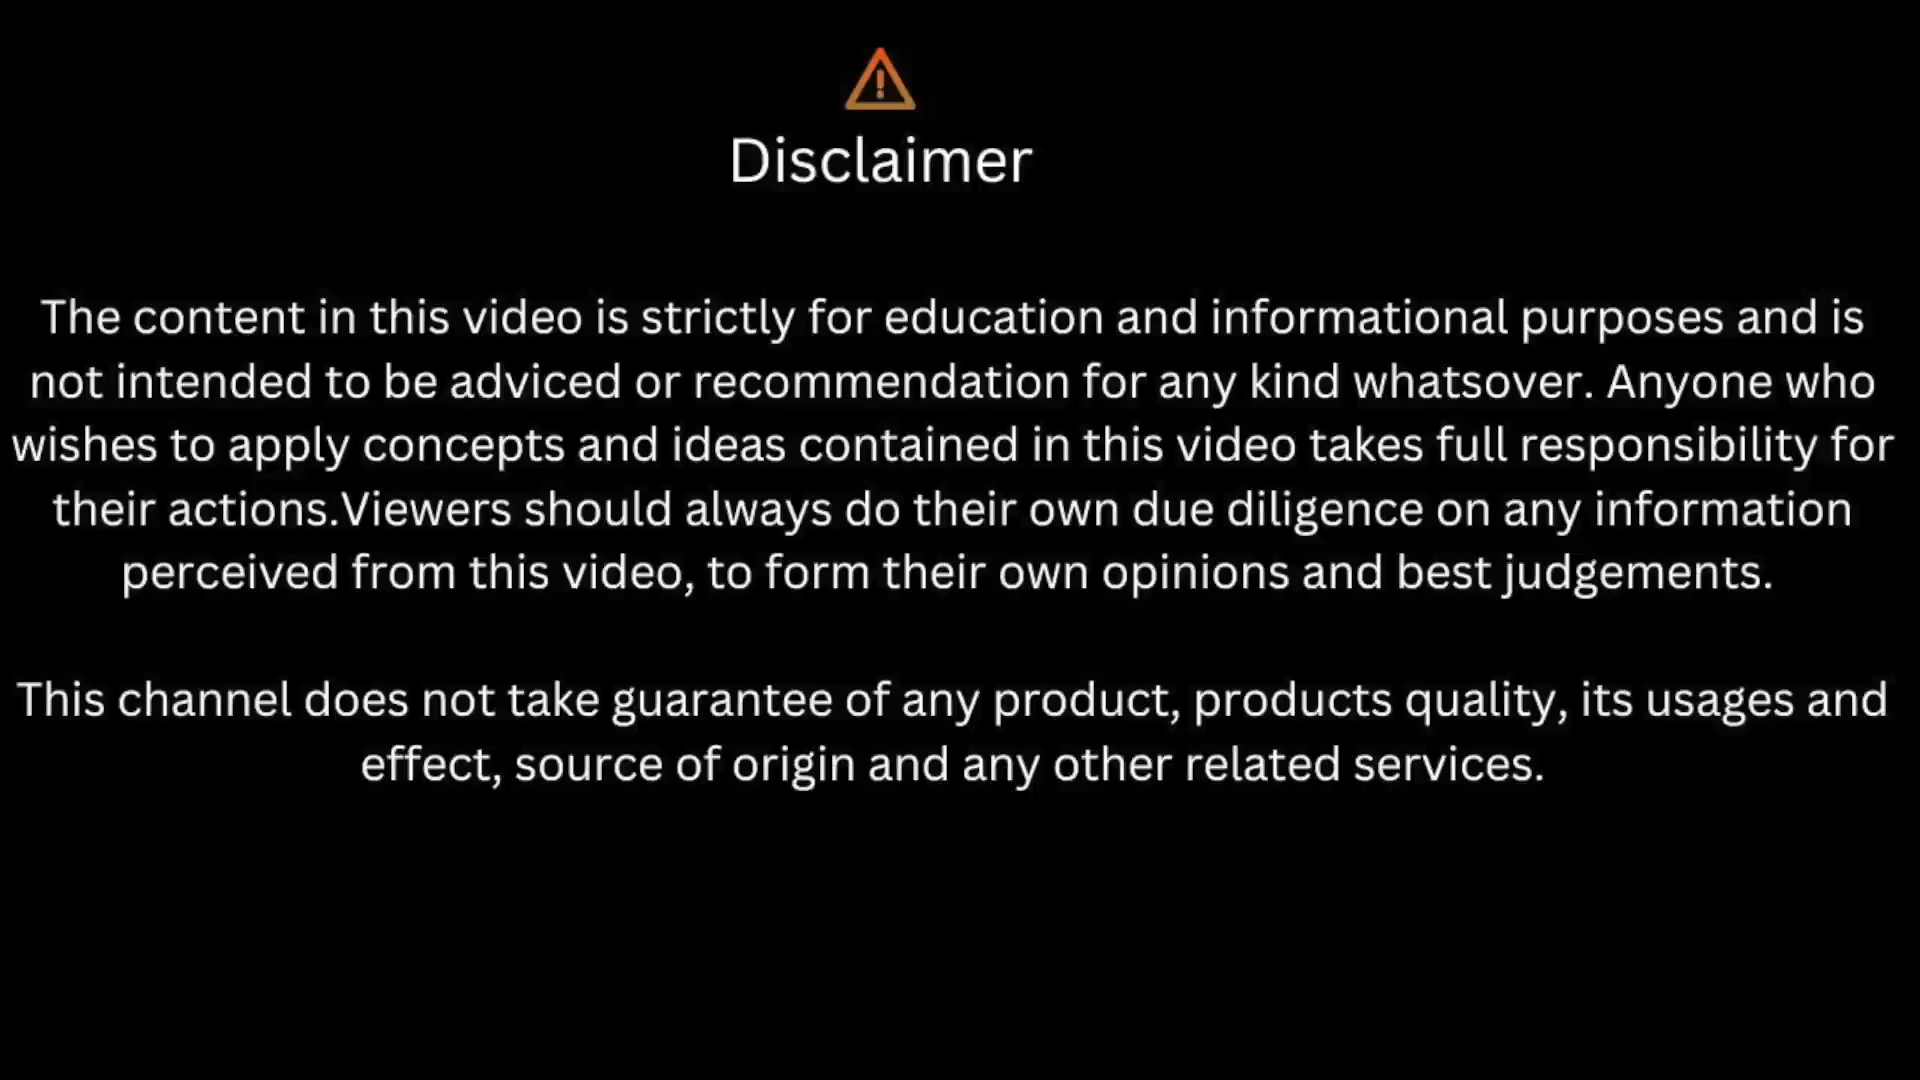 Disclaimer
The content in this video is strictly for education and informational purposes and is
not intended to be adviced or recommendation for any kind whatsover. Anyone who
wishes to apply concepts and ideas contained in this video takes full responsibility for
their actions.Viewers should always do their own due diligence on any information
perceived from this video, to form their own opinions and best judgements.
This channel does not take guarantee of any product, products quality, its usages and
effect, source of origin and any other related services.